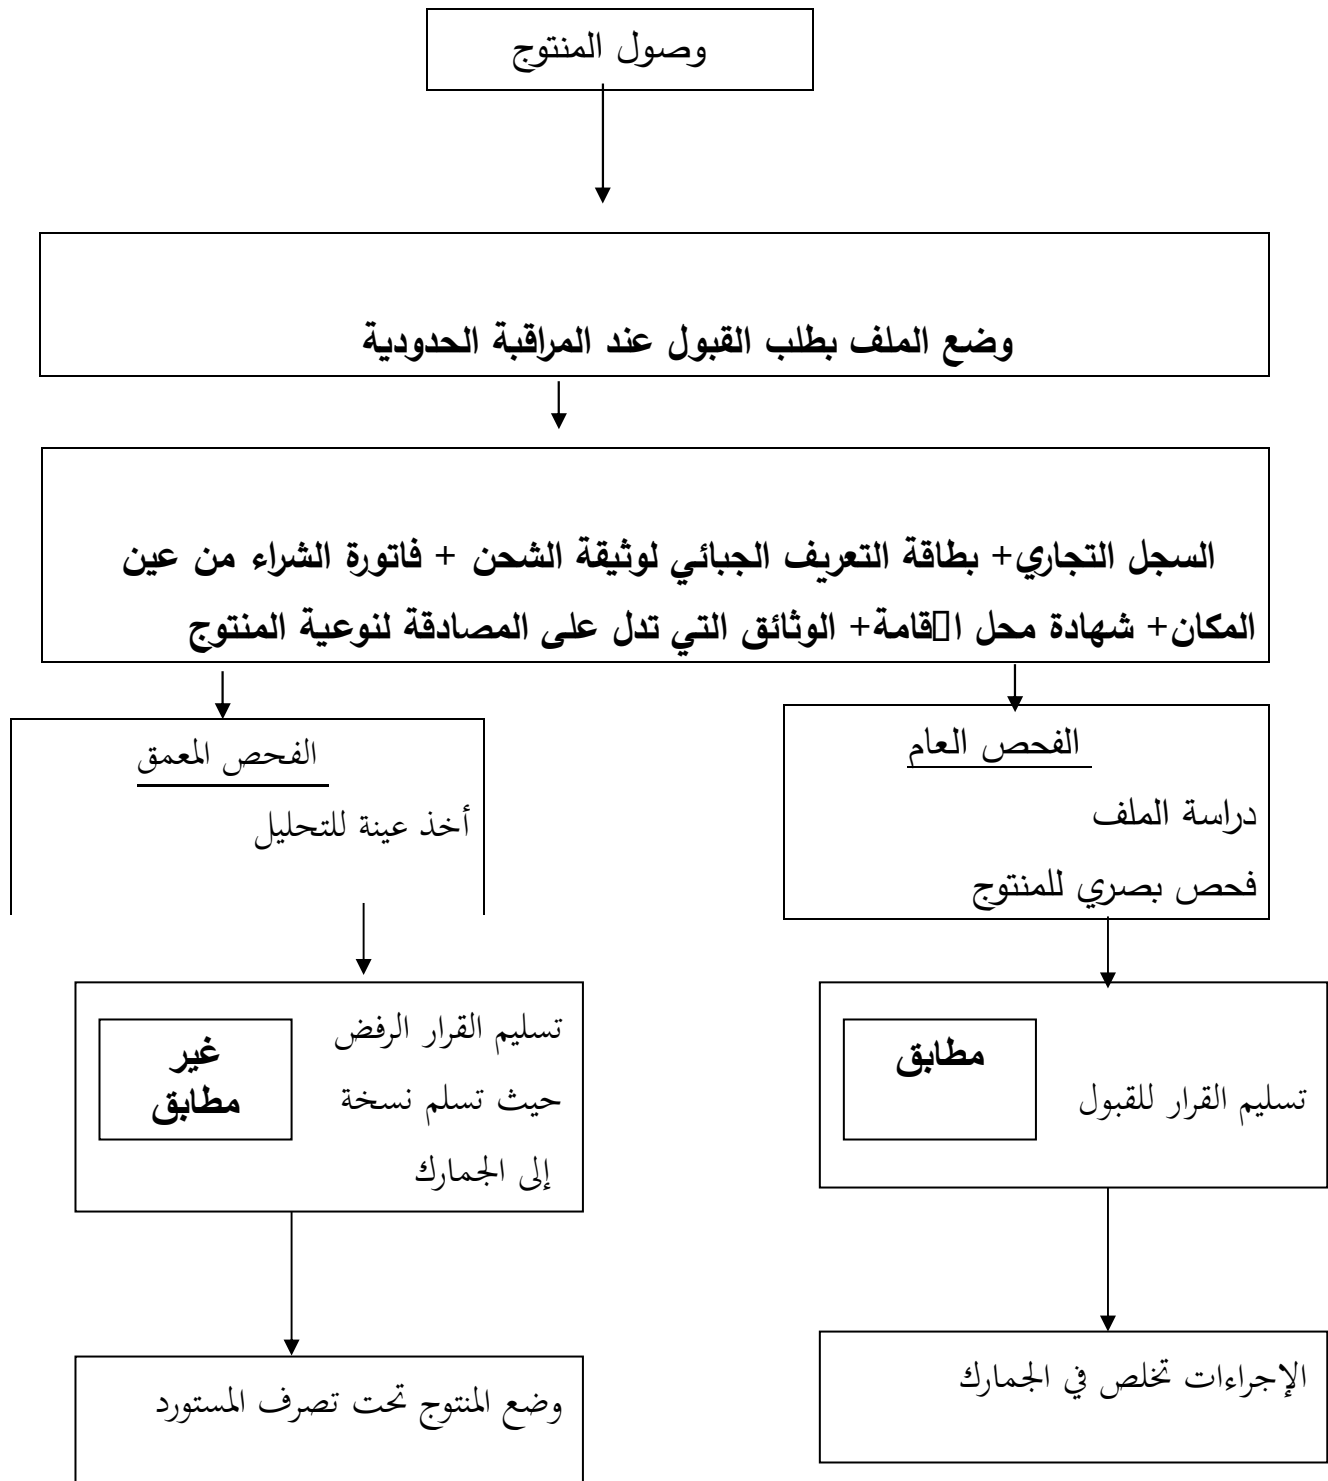 وصول المنتوج
وضع الملف بطلب القبول عند المراقبة الحدودية
السجل التجاري+ بطاقة التعريف الجبائي لوثيقة الشحن + فاتورة الشراء من عين
المكان+ شهادة محل ا▯قامة+ الوثائق التي تدل على المصادقة لنوعية المنتوج
الفحص العام
دراسة الملف
فحص بصري للمنتوج
الفحص المعمق
أخذ عينة للتحليل
مطابق
تسليم القرار للقبول
تسليم القرار الرفض
حيث تسلم نسخة
إلى الجمارك
غير
مطابق
الإجراءات تخلص في الجمارك
وضع المنتوج تحت تصرف المستورد